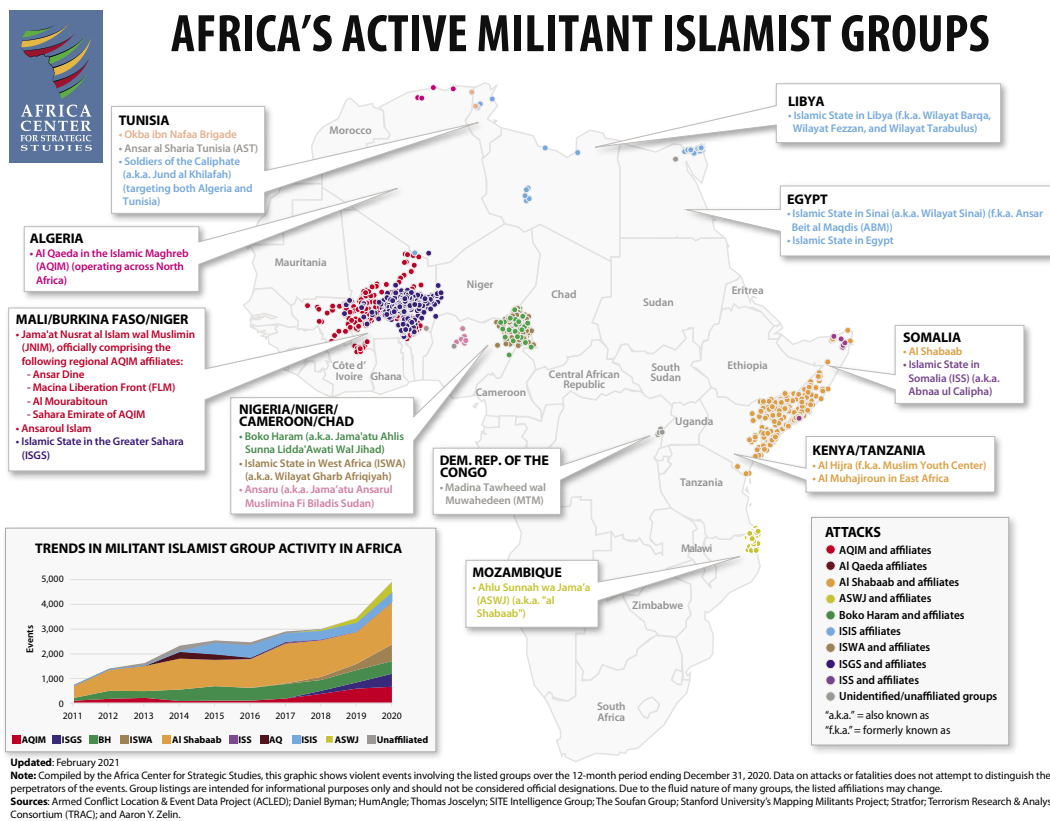 AFRICA'S ACTIVE MILITANT ISLAMIST GROUPS
AFRICA
CENTER
FOR STRATEGIC
STUDIES
TUNISIA
• Okba ibn Nafaa Brigade
• Ansar al Sharia Tunisia (AST)
• Soldiers of the Caliphate
(a.k.a. Jund al Khilafah)
(targeting both Algeria and
Tunisia)
LIBYA
• Islamic State in Libya (f.k.a. Wilayat Barqa,
Wilayat Fezzan, and Wilayat Tarabulus)
EGYPT
• Islamic State in Sinai (a.k.a. Wilayat Sinai) (f.k.a. Ansar
Beit al Maqdis (ABM))
• Islamic State in Egypt
ALGERIA
• Al Qaeda in the Islamic Maghreb
(AQIM) (operating across North
Africa)
MALI/BURKINA FASO/NIGER
• Jama'at Nusrat al Islam wal Muslimin
(JNIM), officially comprising the
following regional AQIM affiliates:
- Ansar Dine
- Macina Liberation Front (FLM)
- Al Mourabitoun
- Sahara Emirate of AQIM
• Ansaroul Islam
• Islamic State in the Greater Sahara
(ISGS)
SOMALIA
• Al Shabaab
• Islamic State in
Somalia (ISS) (a.k.a.
Abnaa ul Calipha)
NIGERIA/NIGER/
CAMEROON/CHAD
• Boko Haram (a.k.a. Jama'atu Ahlis
Sunna Lidda'Awati Wal Jihad)
• Islamic State in West Africa (ISWA)
(a.k.a. Wilayat Gharb Afriqiyah)
• Ansaru (a.k.a. Jama'atu Ansarul
Muslimina Fi Biladis Sudan)
DEM. REP. OF THE
CONGO
• Madina Tawheed wal
Muwahedeen (MTM)
KENYA/TANZANIA
• Al Hijra (f.k.a. Muslim Youth Center)
• Al Muhajiroun in East Africa
MOZAMBIQUE
• Ahlu Sunnah wa Jama'a
(ASWJ) (a.k.a. "al
Shabaab")
Morocco
Mauritania
Niger
Chad
Sudan
Eritrea
Côte d'
Ivoire
Ghana
Cameroon
Central African
Republic
South
Sudan
Ethiopia
Uganda
Tanzania
Malawi
Zimbabwe
South
Africa
ATTACKS
AQIM and affiliates
Al Qaeda affiliates
Al Shabaab and affiliates
ASWJ and affiliates
Boko Haram and affiliates
ISIS affiliates
ISWA and affiliates
ISGS and affiliates
ISS and affiliates
Unidentified/unaffiliated groups
"a.k.a." = also known as
"f.k.a." = formerly known as
TRENDS IN MILITANT ISLAMIST GROUP ACTIVITY IN AFRICA
Events
5,000
4,000
3,000
2,000
1,000
0
2011 2012 2013 2014 2015 2016 2017 2018 2019 2020
AQIM ISGS BH ISWA Al Shabaab ISS AQ ISIS ASWJ Unaffiliated
Updated: February 2021
Note: Compiled by the Africa Center for Strategic Studies, this graphic shows violent events involving the listed groups over the 12-month period ending December 31, 2020. Data on attacks or fatalities does not attempt to distinguish the
perpetrators of the events. Group listings are intended for informational purposes only and should not be considered official designations. Due to the fluid nature of many groups, the listed affiliations may change.
Sources: Armed Conflict Location & Event Data Project (ACLED); Daniel Byman; HumAngle; Thomas Joscelyn; SITE Intelligence Group; The Soufan Group; Stanford University's Mapping Militants Project; Stratfor; Terrorism Research & Analys
Consortium (TRAC); and Aaron Y. Zelin.